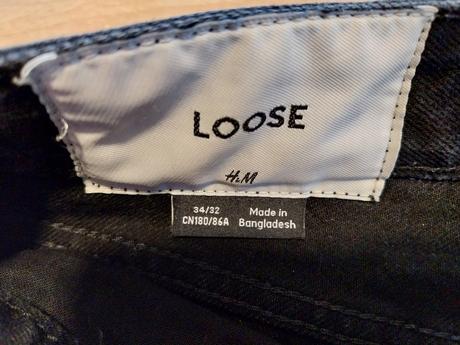 LOOSE
H&M
34/32
CN180/86A
Made in
Bangladesh